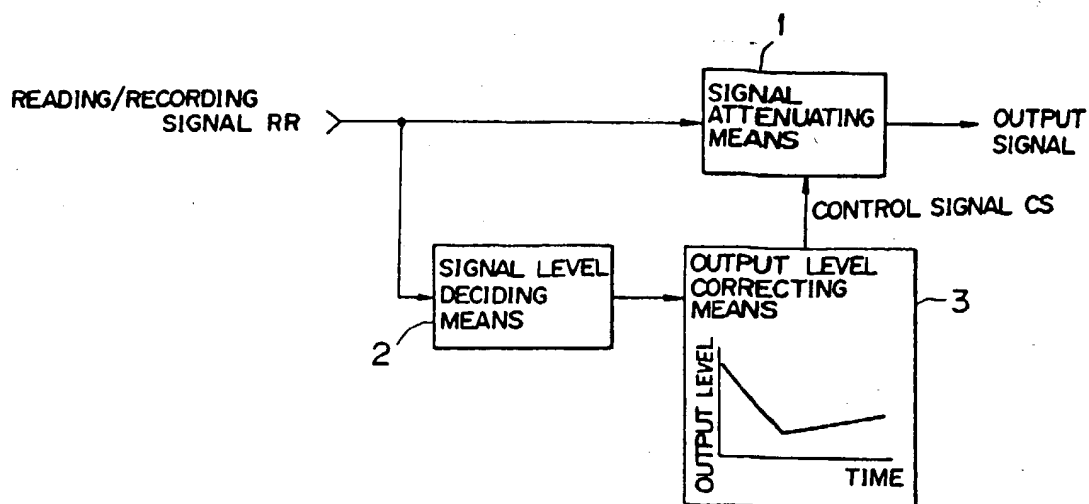 1
READING/RECORDING
SIGNAL RR
SIGNAL
ATTENUATING
MEANS
OUTPUT
SIGNAL
CONTROL SIGNAL CS
SIGNAL LEVEL
DECIDING
MEANS
2
OUTPUT LEVEL
CORRECTING
MEANS
3
OUTPUT LEVEL
TIME